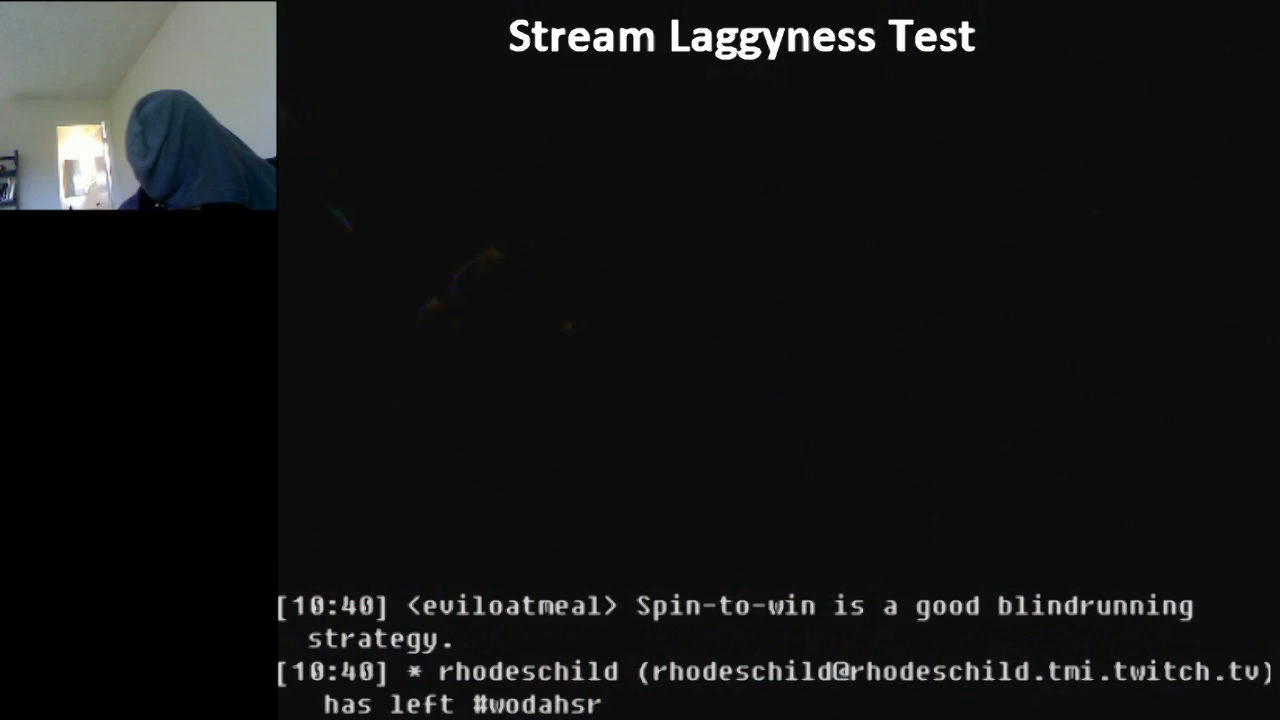 Stream Laggyness Test
[10:40] <eviloatmeal> Spin-to-win is a good blindrunning
strategy.
[10:40] * rhodeschild (rhodeschild@rhodeschild.tmi.twitch.tv)
has left #wodahsr